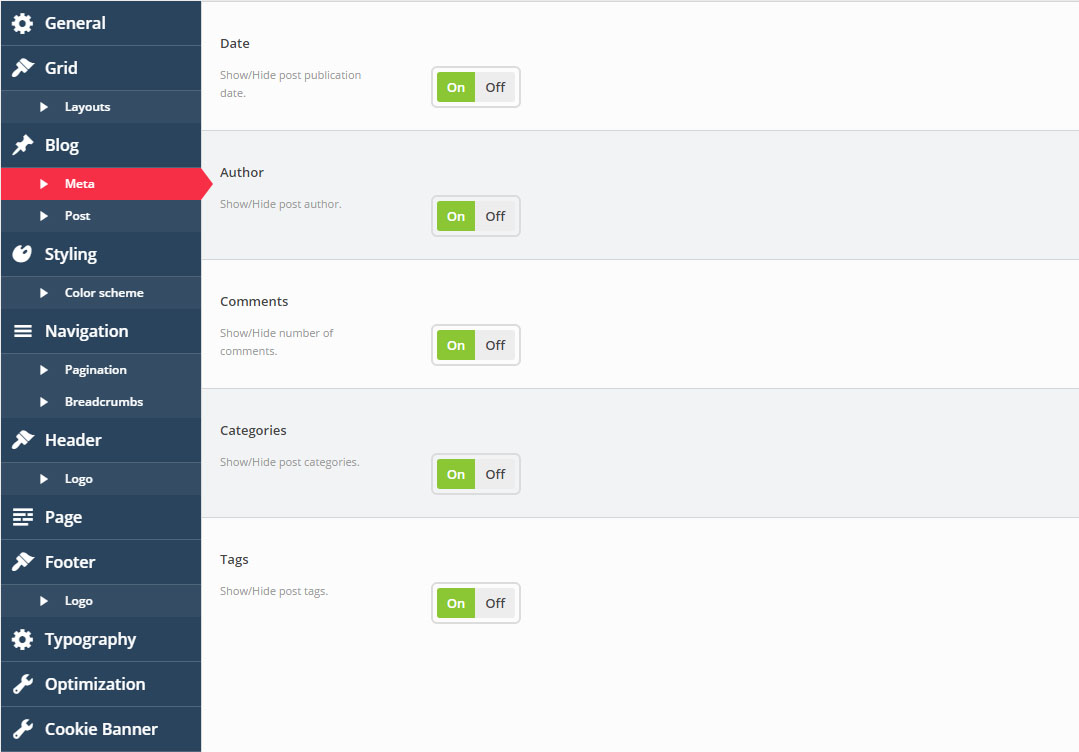 General
Grid
Layouts
Blog
Meta
Post
Styling
Color scheme
Navigation
Pagination
Breadcrumbs
Header
Logo
Page
Footer
Logo
Typography
Optimization
Cookie Banner
Date
Show/Hide post publication
date.
On Off
Author
Show/Hide post author.
On Off
Comments
Show/Hide number of
comments.
On Off
Categories
Show/Hide post categories.
On Off
Tags
Show/Hide post tags.
On Off